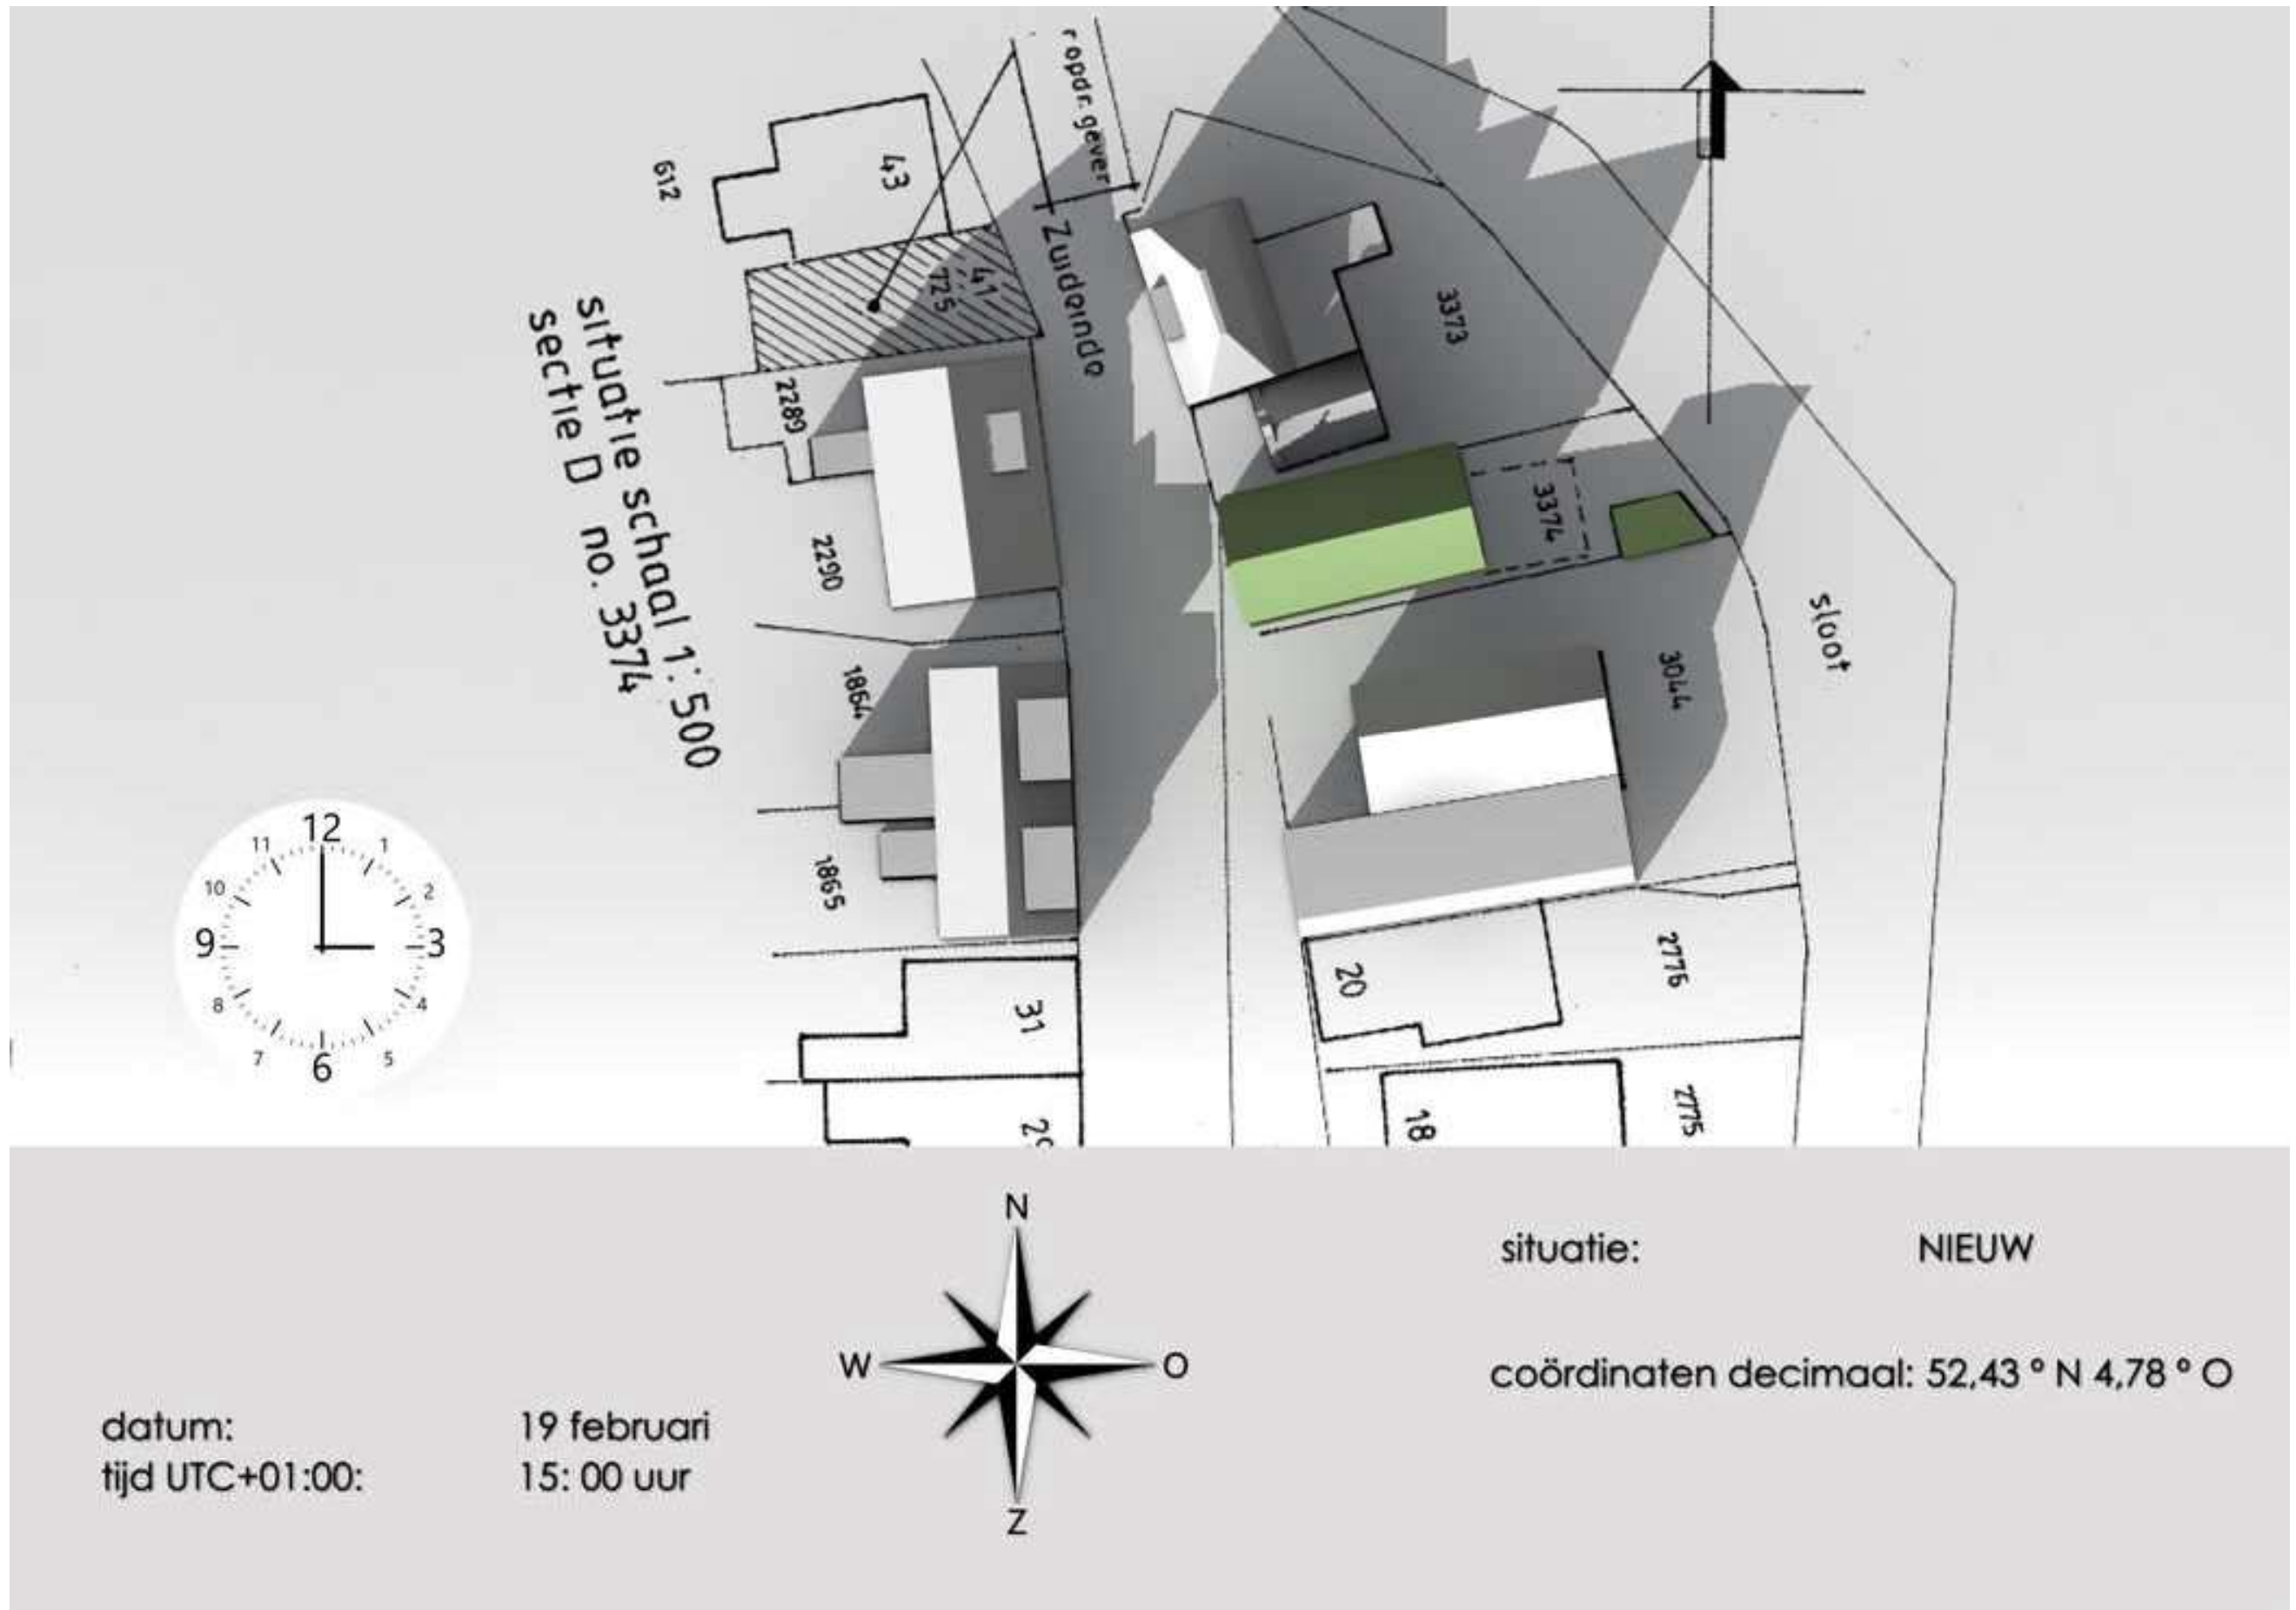 r opdr. gever
43
612
41
725
Zuideinde
3373
situatie schaal 1:500
sectie D no. 3374
2289
3374
2290
sloot
1864
3044
12
11
1
10
2
9
3
8
4
7
5
6
1865
31
20
2776
18
2775
N
W
O
Z
situatie: NIEUW
coördinaten decimaal: 52,43 º N 4,78 º O
datum: 19 februari
tijd UTC+01:00: 15: 00 uur